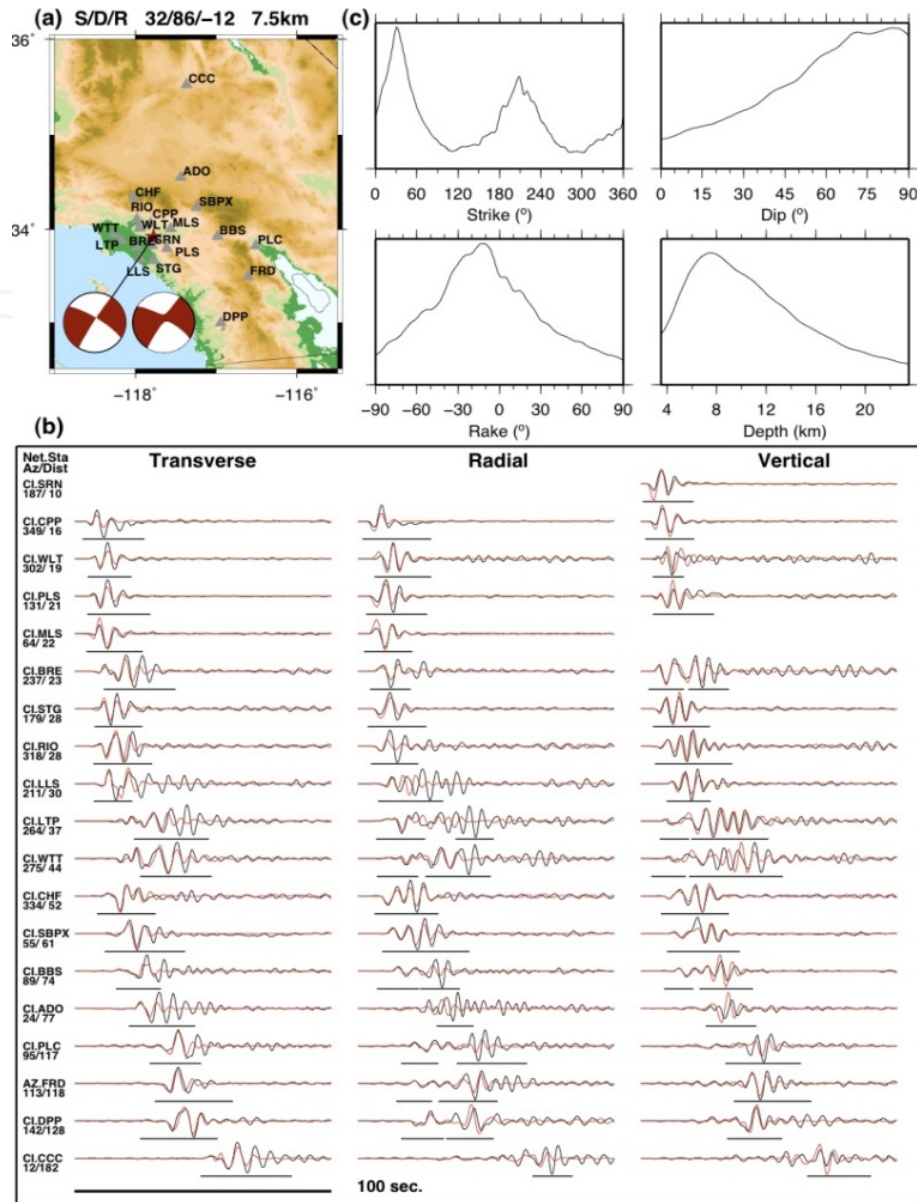 (a) S/D/R 32/86/-12 7.5km
36°
34°
-118°
-116°
CCC
ADO
CHF
SBPX
RIO
CPP
WTT
WLT
MLS
BBS
LTP
BRE
SRN
PLC
PLS
LLS
STG
FRD
DPP
(c)
0 60 120 180 240 300 360
Strike (°)
0 15 30 45 60 75 90
Dip (°)
-90 -60 -30 0 30 60 90
Rake (°)
4 8 12 16 20
Depth (km)
(b)
Net.Sta
Az/Dist
Transverse Radial Vertical
CI.SRN
187/ 10
CI.CPP
349/ 16
CI.WLT
302/ 19
CI.PLS
131/ 21
CI.MLS
64/ 22
CI.BRE
237/ 23
CI.STG
179/ 28
CI.RIO
318/ 28
CI.LLS
211/ 30
CI.LTP
264/ 37
CI.WTT
275/ 44
CI.CHF
334/ 52
CI.SBPX
55/ 61
CI.BBS
89/ 74
CI.ADO
24/ 77
CI.PLC
95/117
AZ.FRD
113/118
CI.DPP
142/128
CI.CCC
12/182
100 sec.